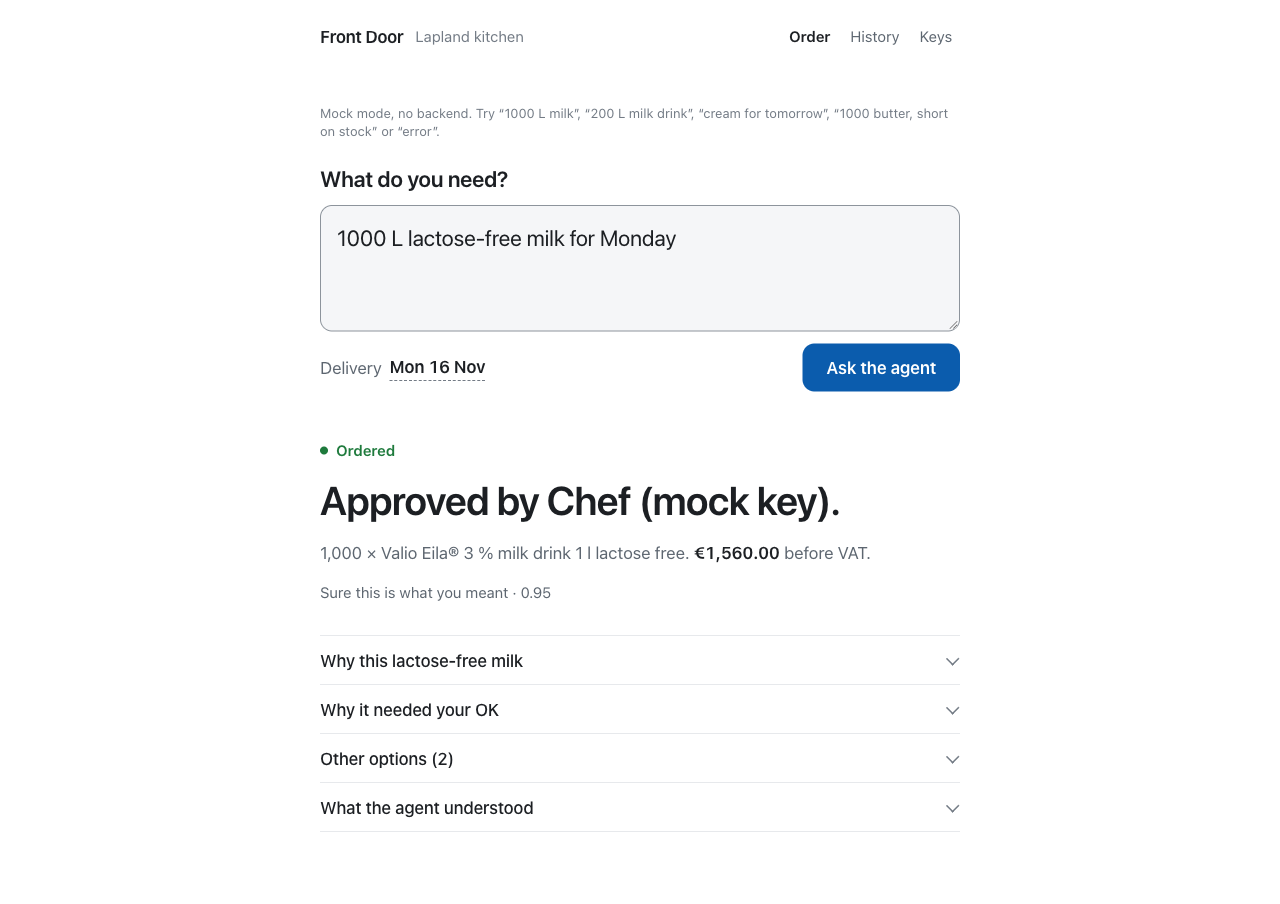 Front Door Lapland kitchen Order History Keys
Mock mode, no backend. Try “1000 L milk”, “200 L milk drink”, “cream for tomorrow”, “1000 butter, short
on stock” or “error”.
What do you need?
1000 L lactose-free milk for Monday
Delivery Mon 16 Nov Ask the agent
Ordered
Approved by Chef (mock key).
1,000 × Valio Eila® 3 % milk drink 1 l lactose free. €1,560.00 before VAT.
Sure this is what you meant · 0.95
Why this lactose-free milk
Why it needed your OK
Other options (2)
What the agent understood